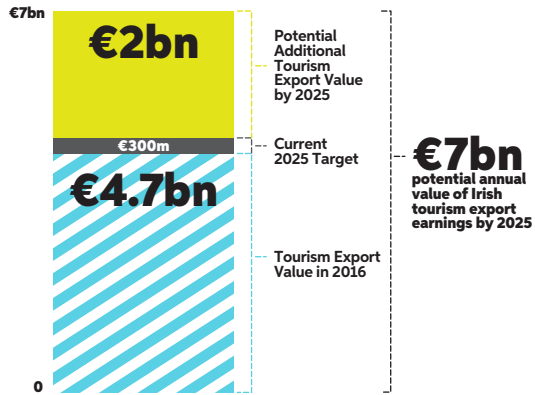 €7bn
€2bn
Potential
Additional
Tourism
Export Value
by 2025
€300m
Current
2025 Target
€4.7bn
Tourism Export
Value in 2016
€7bn
potential annual
value of Irish
tourism export
earnings by 2025
0